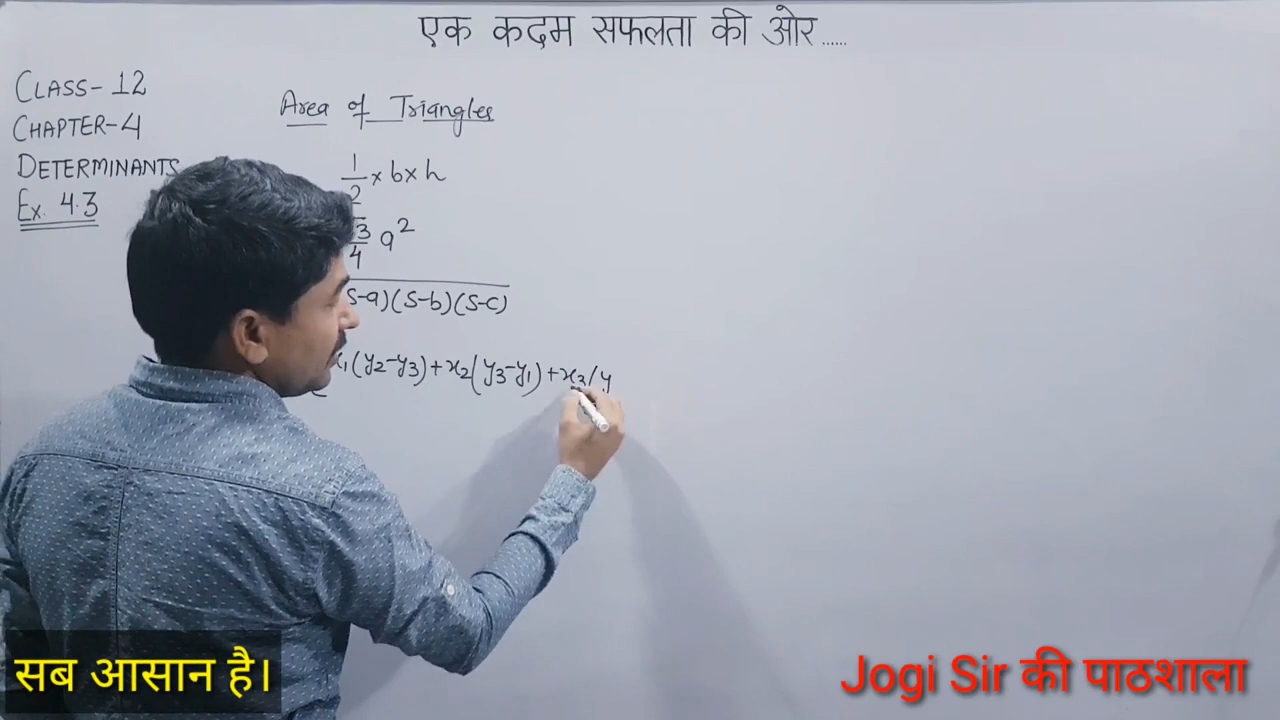 एक कदम सफलता की ओर......
CLASS-12
CHAPTER-4
DETERMINANTS
Ex. 4.3
Area of Triangles
1/2 × b × h
3/4 a²
s-a)(s-b)(s-c)
x₁(y₂-y₃)+x₂(y₃-y₁)+x₃(y
सब आसान है।
Jogi Sir की पाठशाला